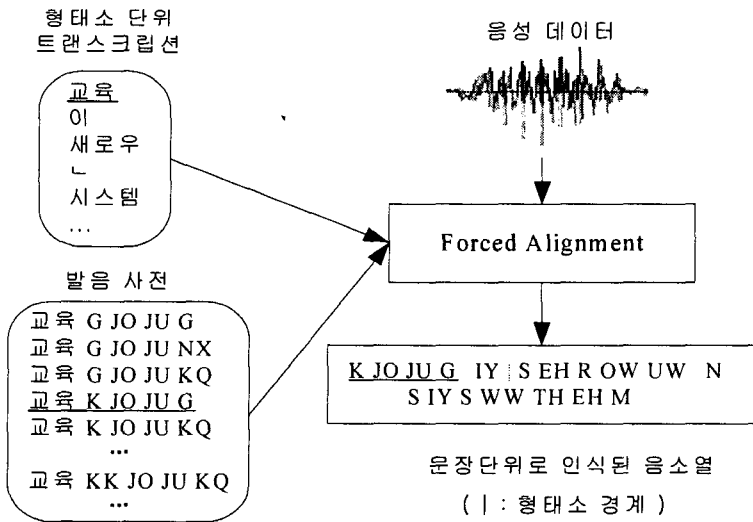 형태소 단위
트랜스크립션
교육
이
새로우
ㄴ
시스템
...
발음 사전
교육 G JO JU G
교육 G JO JU NX
교육 G JO JU KQ
교육 K JO JU G
교육 K JO JU KQ
...
교육 KK JO JU KQ
...
음성 데이터
Forced Alignment
K JO JU G IY | S EH R OW UW N
S IY S WW TH EH M
문장단위로 인식된 음소열
( | : 형태소 경계 )